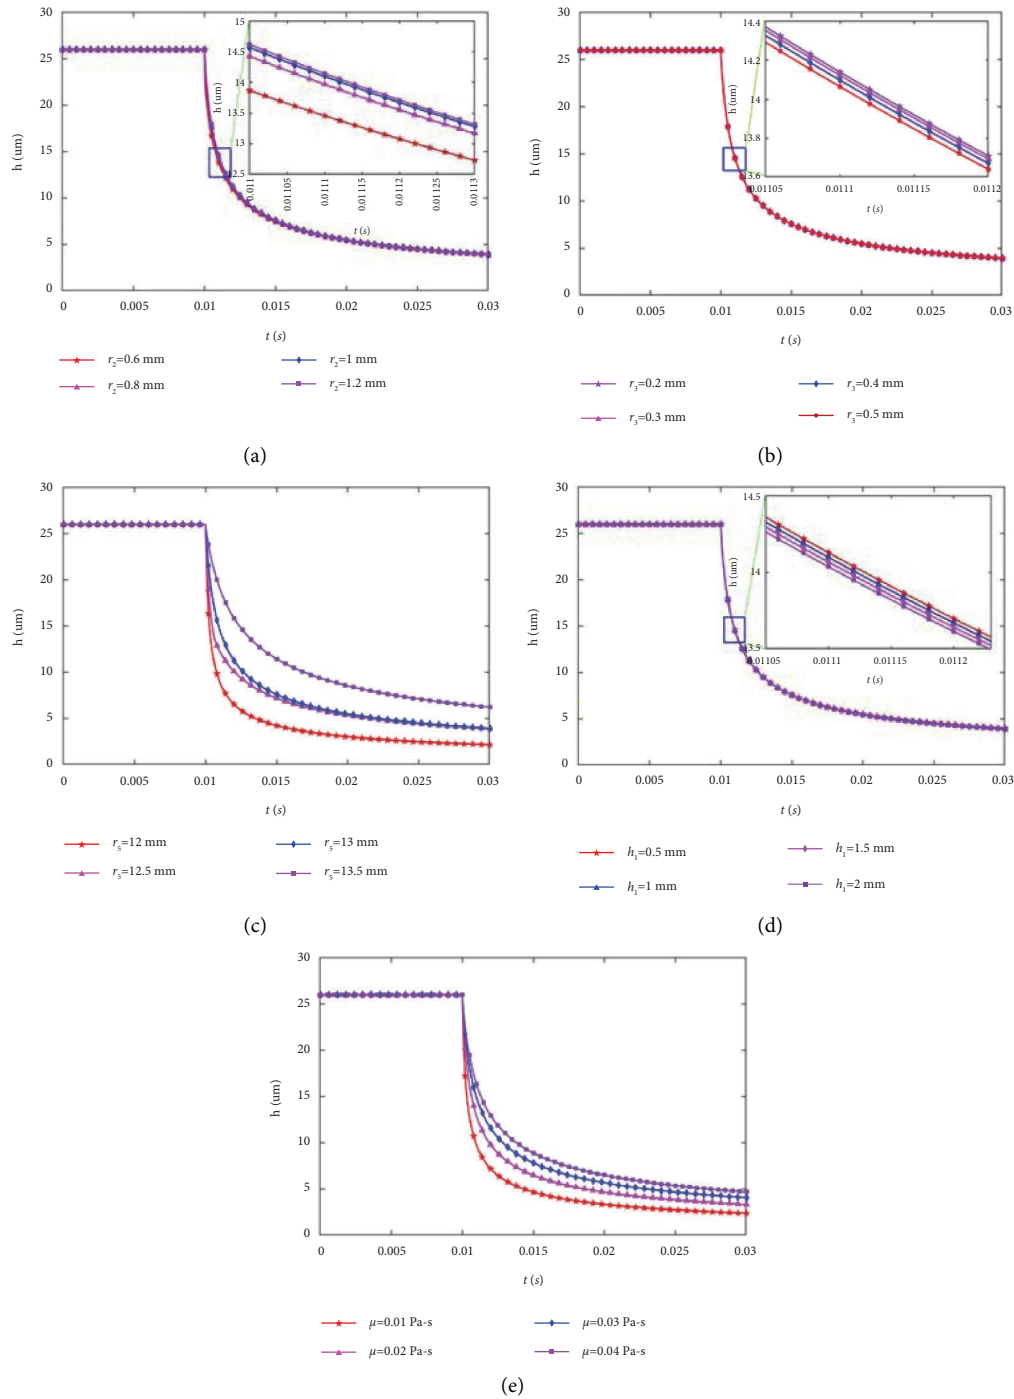 30
25
20
15
10
5
0
h (um)
0 0.005 0.01 0.015 0.02 0.025 0.03
t (s)
15
14.5
14
13.5
13
12.5
h (um)
0.011 0.01105 0.0111 0.01115 0.0112 0.01125 0.0113
t (s)
r2=0.6 mm r2=1 mm
r2=0.8 mm r2=1.2 mm
(a)
30
25
20
15
10
5
0
h (um)
0 0.005 0.01 0.015 0.02 0.025 0.03
t (s)
14.4
14.2
14
13.8
13.6
h (um)
0.01105 0.0111 0.01115 0.0112
t (s)
r3=0.2 mm r3=0.4 mm
r3=0.3 mm r3=0.5 mm
(b)
30
25
20
15
10
5
0
h (um)
0 0.005 0.01 0.015 0.02 0.025 0.03
t (s)
r5=12 mm r5=13 mm
r5=12.5 mm r5=13.5 mm
(c)
30
25
20
15
10
5
0
h (um)
0 0.005 0.01 0.015 0.02 0.025 0.03
t (s)
14.5
14
13.5
h (um)
0.01105 0.0111 0.01115 0.0112
t (s)
h1=0.5 mm h1=1.5 mm
h1=1 mm h1=2 mm
(d)
30
25
20
15
10
5
0
h (um)
0 0.005 0.01 0.015 0.02 0.025 0.03
t (s)
μ=0.01 Pa-s μ=0.03 Pa-s
μ=0.02 Pa-s μ=0.04 Pa-s
(e)